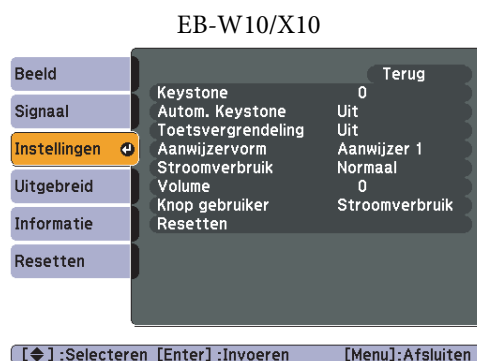 EB-W10/X10
Beeld
Signaal
Instellingen
Uitgebreid
Informatie
Resetten
Terug
Keystone 0
Autom. Keystone Uit
Toetsvergrendeling Uit
Aanwijzervorm Aanwijzer 1
Stroomverbruik Normaal
Volume 0
Knop gebruiker Stroomverbruik
Resetten
[◆] :Selecteren [Enter] :Invoeren [Menu]:Afsluiten